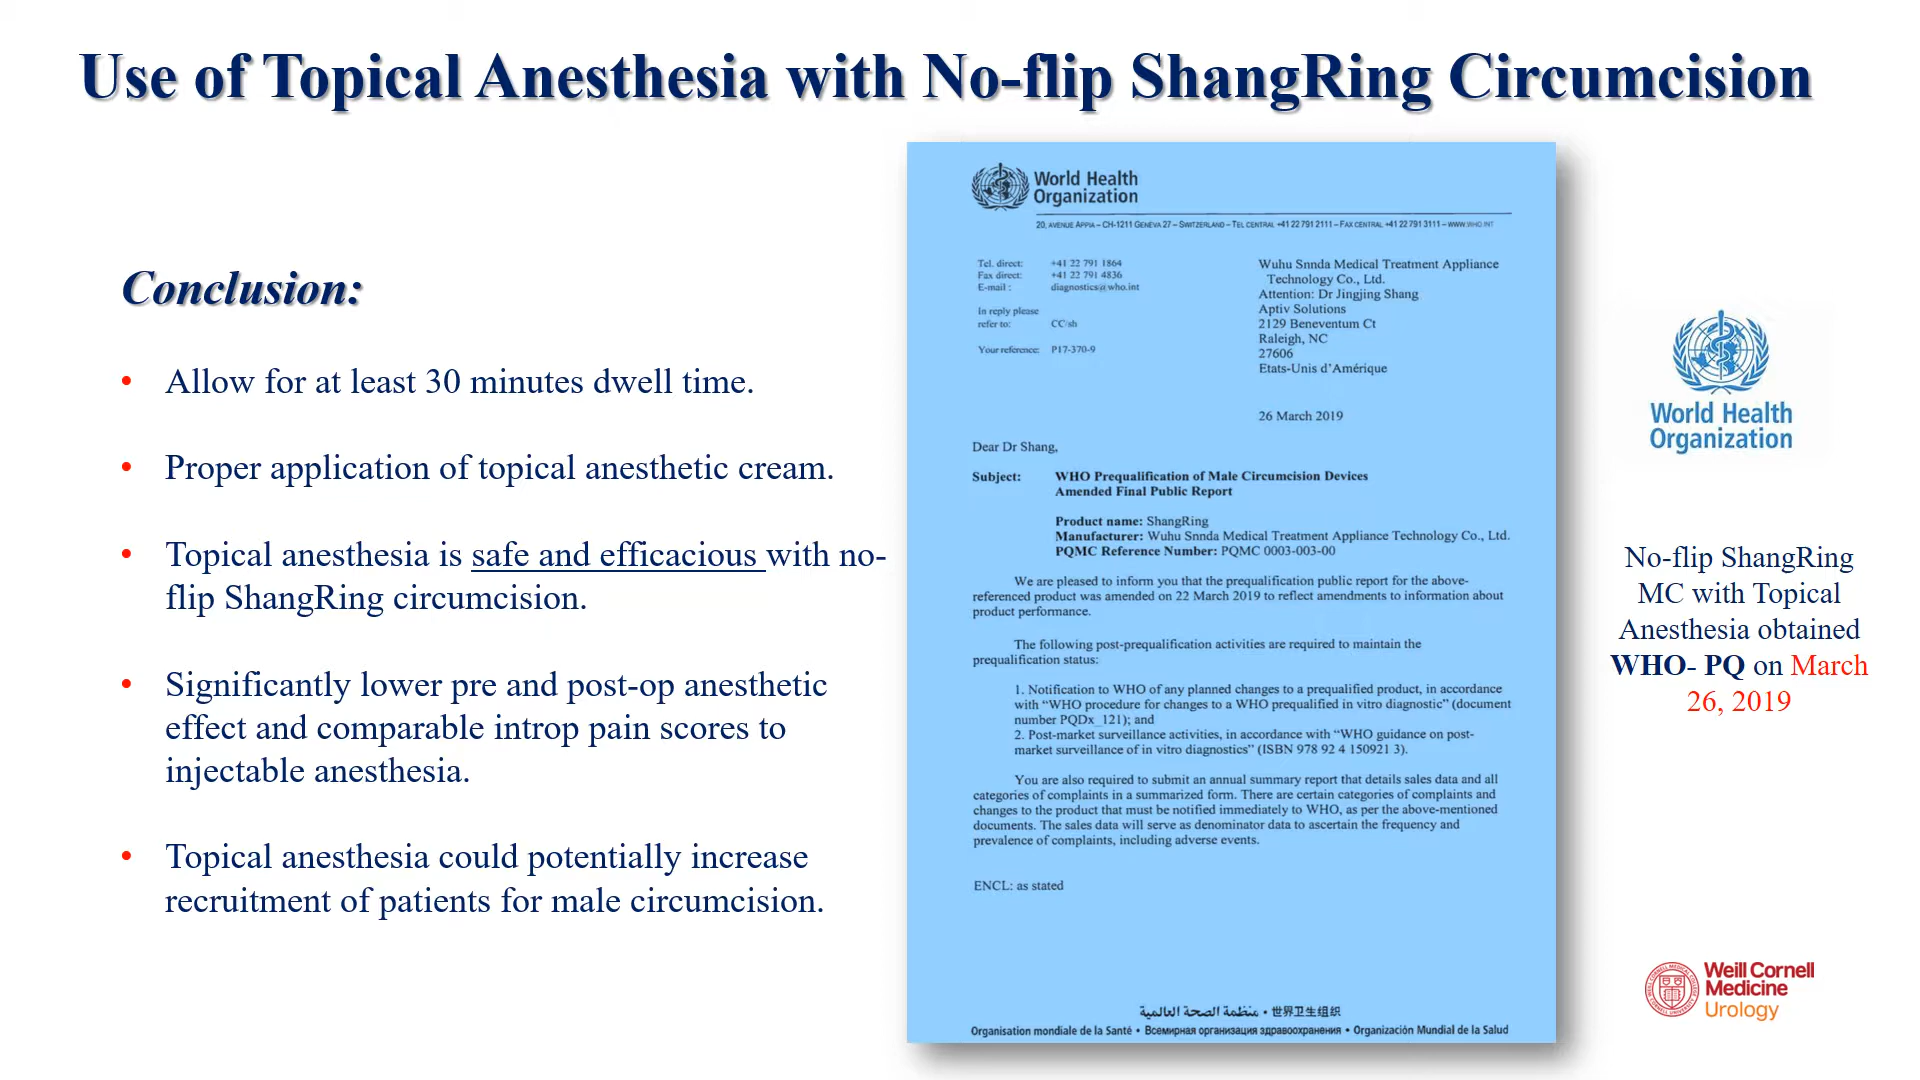 Use of Topical Anesthesia with No-flip ShangRing Circumcision
Conclusion:
• Allow for at least 30 minutes dwell time.
• Proper application of topical anesthetic cream.
• Topical anesthesia is safe and efficacious with no-
flip ShangRing circumcision.
• Significantly lower pre and post-op anesthetic
effect and comparable introp pain scores to
injectable anesthesia.
• Topical anesthesia could potentially increase
recruitment of patients for male circumcision.
World Health
Organization
20, AVENUE APPIA – CH-1211 GENEVA 27 – SWITZERLAND – TEL CENTRAL +41 22 791 2111 – FAX CENTRAL +41 22 791 3111 – WWW.WHO.INT
Tel. direct: +41 22 791 1864
Fax direct: +41 22 791 4836
E-mail : diagnostics@who.int
In reply please
refer to: CC/sh
Your reference: P17-370-9
Wuhu Snnda Medical Treatment Appliance
Technology Co., Ltd.
Attention: Dr Jingjing Shang
Aptiv Solutions
2129 Beneventum Ct
Raleigh, NC
27606
Etats-Unis d’Amérique
26 March 2019
Dear Dr Shang,
Subject: WHO Prequalification of Male Circumcision Devices
Amended Final Public Report
Product name: ShangRing
Manufacturer: Wuhu Snnda Medical Treatment Appliance Technology Co., Ltd.
PQMC Reference Number: PQMC 0003-003-00
We are pleased to inform you that the prequalification public report for the above-
referenced product was amended on 22 March 2019 to reflect amendments to information about
product performance.
The following post-prequalification activities are required to maintain the
prequalification status:
1. Notification to WHO of any planned changes to a prequalified product, in accordance
with “WHO procedure for changes to a WHO prequalified in vitro diagnostic” (document
number PQDx_121); and
2. Post-market surveillance activities, in accordance with “WHO guidance on post-
market surveillance of in vitro diagnostics” (ISBN 978 92 4 150921 3).
You are also required to submit an annual summary report that details sales data and all
categories of complaints in a summarized form. There are certain categories of complaints and
changes to the product that must be notified immediately to WHO, as per the above-mentioned
documents. The sales data will serve as denominator data to ascertain the frequency and
prevalence of complaints, including adverse events.
ENCL: as stated
منظمة الصحة العالمية • 世界卫生组织
Organisation mondiale de la Santé • Всемирная организация здравоохранения • Organización Mundial de la Salud
World Health
Organization
No-flip ShangRing
MC with Topical
Anesthesia obtained
WHO- PQ on March
26, 2019
Weill Cornell
Medicine
Urology